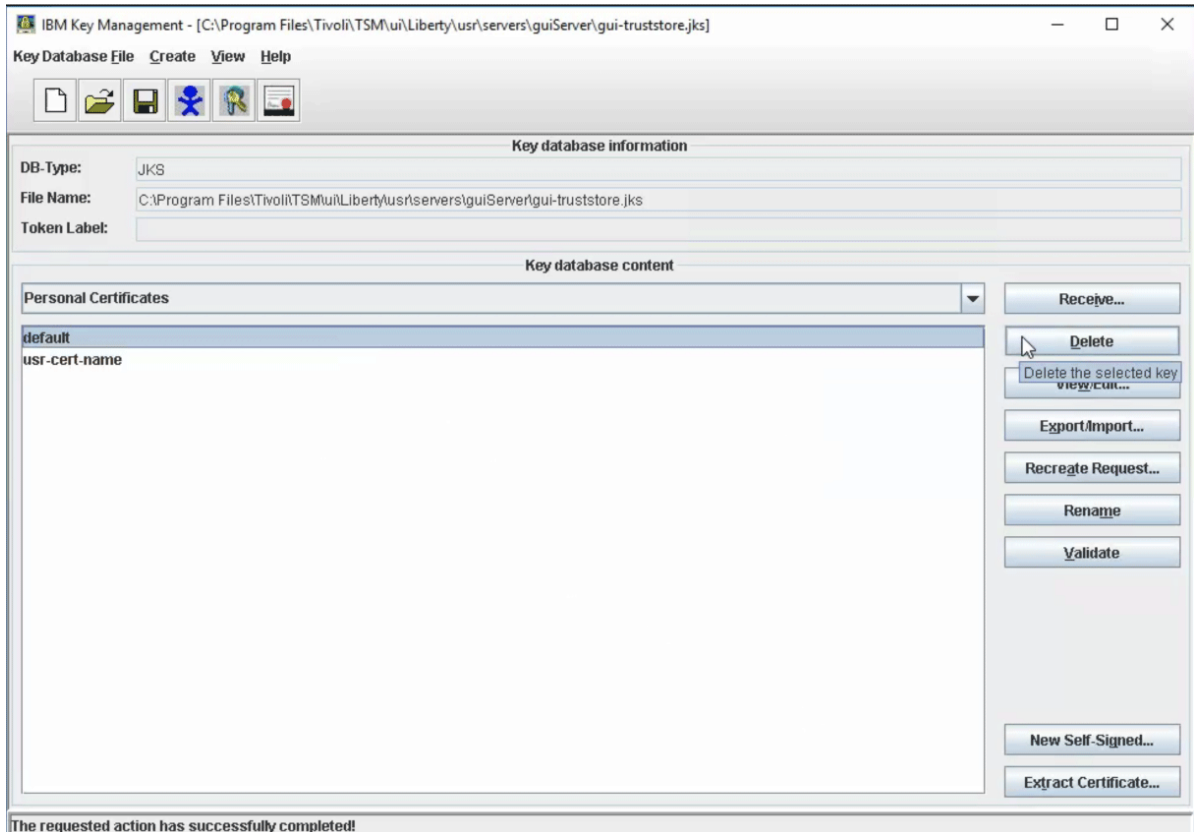 IBM Key Management - [C:\Program Files\Tivoli\TSM\ui\Liberty\usr\servers\guiServer\gui-truststore.jks]
Key Database File Create View Help
Key database information
DB-Type: JKS
File Name: C:\Program Files\Tivoli\TSM\ui\Liberty\usr\servers\guiServer\gui-truststore.jks
Token Label:
Key database content
Personal Certificates
Receive...
default
Delete
usr-cert-name
Delete the selected key
View/Edit...
Export/Import...
Recreate Request...
Rename
Validate
New Self-Signed...
Extract Certificate...
The requested action has successfully completed!